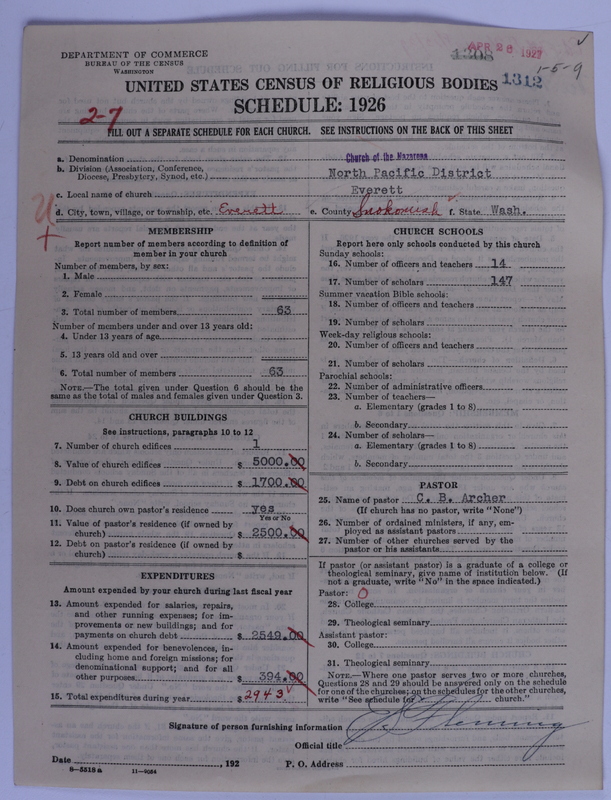 DEPARTMENT OF COMMERCE
BUREAU OF THE CENSUS
WASHINGTON
APR 28 1927
1-5-9
1312
UNITED STATES CENSUS OF RELIGIOUS BODIES
SCHEDULE: 1926
2-7
FILL OUT A SEPARATE SCHEDULE FOR EACH CHURCH. SEE INSTRUCTIONS ON THE BACK OF THIS SHEET
a. Denomination Church of the Nazarene
b. Division (Association, Conference, Diocese, Presbytery, Synod, etc.) North Pacific District
c. Local name of church Everett
d. City, town, village, or township, etc. Everett e. County Snohomish f. State Wash.
MEMBERSHIP
Report number of members according to definition of
member in your church
Number of members, by sex:
1. Male
2. Female
3. Total number of members 63
Number of members under and over 13 years old:
4. Under 13 years of age
5. 13 years old and over
6. Total number of members 63
NOTE.—The total given under Question 6 should be the
same as the total of males and females given under Question 3.
CHURCH BUILDINGS
See instructions, paragraphs 10 to 12
7. Number of church edifices 1
8. Value of church edifices $ 5000.00
9. Debt on church edifices $ 1700.00
10. Does church own pastor's residence yes
Yes or No
11. Value of pastor's residence (if owned by
church) $ 2500.00
12. Debt on pastor's residence (if owned by
church) $
EXPENDITURES
Amount expended by your church during last fiscal year
13. Amount expended for salaries, repairs,
and other running expenses; for im-
provements or new buildings; and for
payments on church debt $ 2549.00
14. Amount expended for benevolences, in-
cluding home and foreign missions; for
denominational support; and for all
other purposes $ 394.00
15. Total expenditures during year $ 2943
CHURCH SCHOOLS
Report here only schools conducted by this church
Sunday schools:
16. Number of officers and teachers 14
17. Number of scholars 147
Summer vacation Bible schools:
18. Number of officers and teachers
19. Number of scholars
Week-day religious schools:
20. Number of officers and teachers
21. Number of scholars
Parochial schools:
22. Number of administrative officers
23. Number of teachers—
a. Elementary (grades 1 to 8)
b. Secondary
24. Number of scholars—
a. Elementary (grades 1 to 8)
b. Secondary
PASTOR
25. Name of pastor C. B. Archer
(If church has no pastor, write "None")
26. Number of ordained ministers, if any, em-
ployed as assistant pastors
27. Number of other churches served by the
pastor or his assistants
If pastor (or assistant pastor) is a graduate of a college or
theological seminary, give name of institution below. (If
not a graduate, write "No" in the space indicated.)
Pastor: 0
28. College
29. Theological seminary
Assistant pastor:
30. College
31. Theological seminary
NOTE.—Where one pastor serves two or more churches,
Questions 28 and 29 should be answered only on the schedule
for one of the churches; on the schedules for the other churches,
write "See schedule for church."
Signature of person furnishing information Fleming
Official title
Date , 192 P. O. Address
8-5518a 11-9054